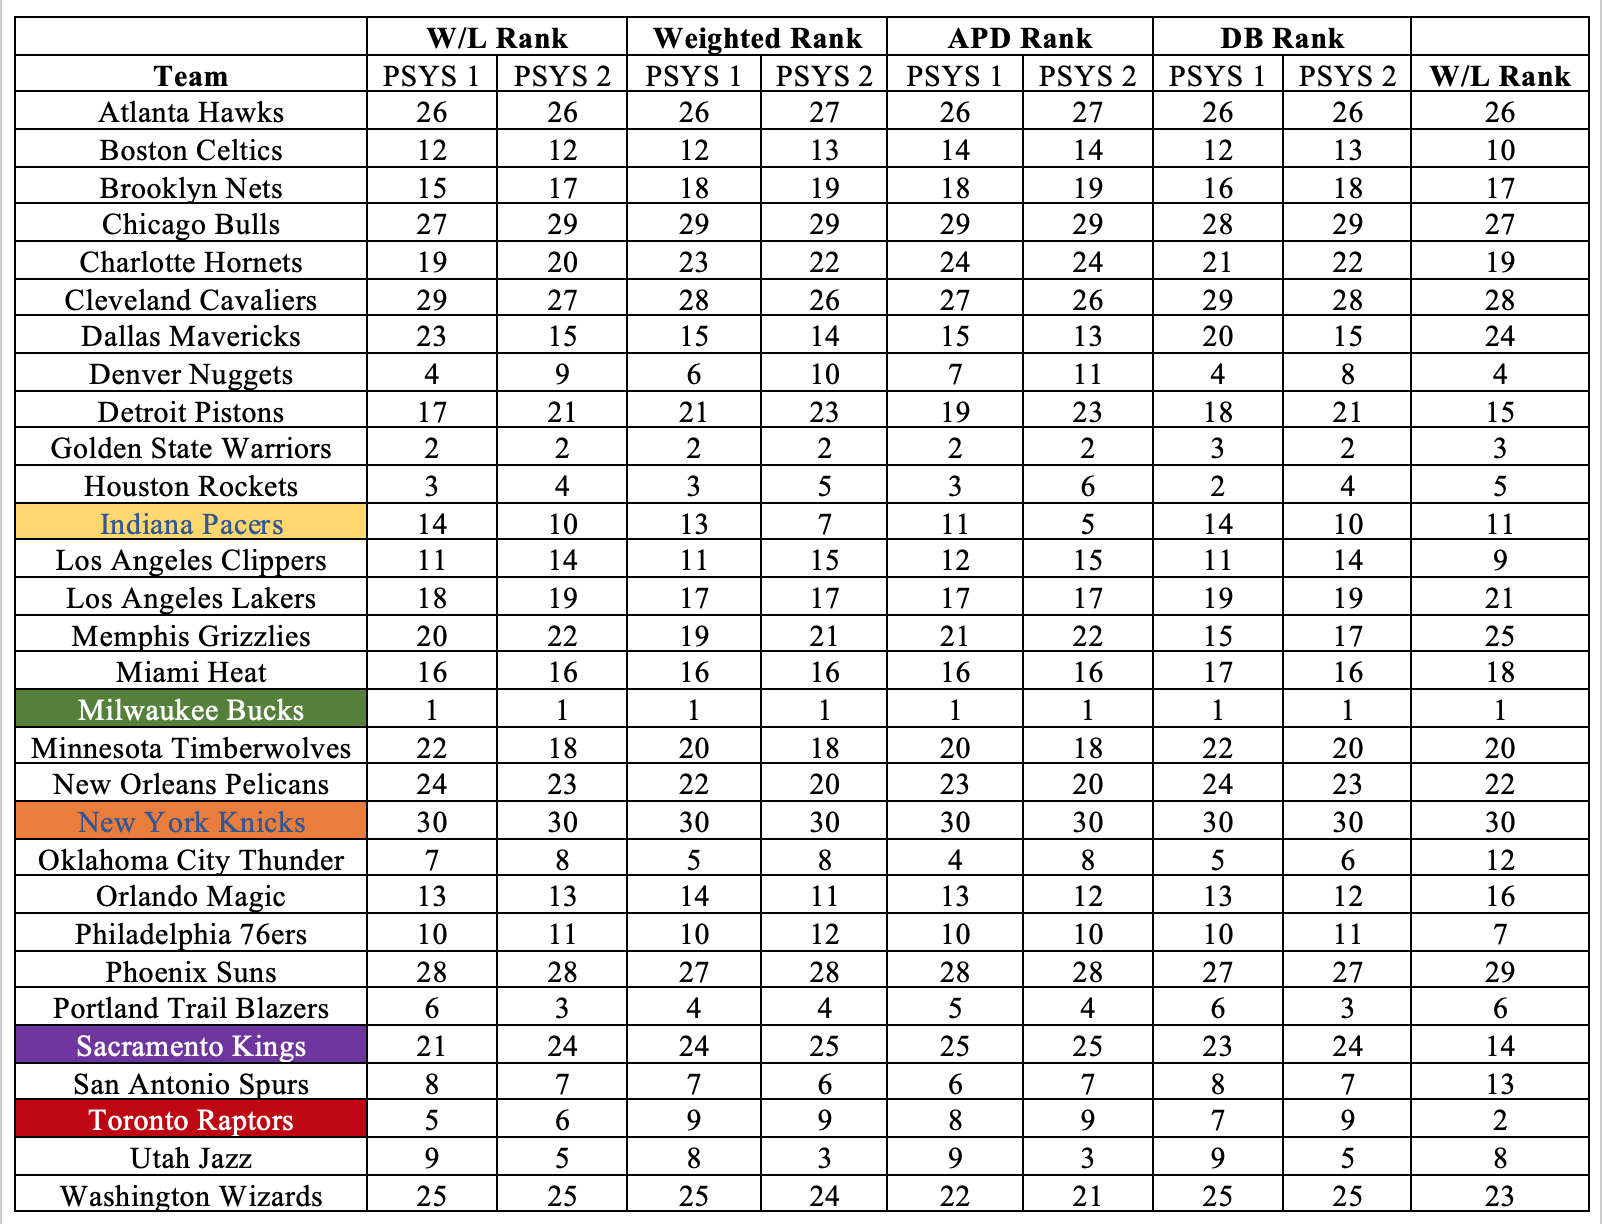 W/L Rank Weighted Rank APD Rank DB Rank
Team PSYS 1 PSYS 2 PSYS 1 PSYS 2 PSYS 1 PSYS 2 PSYS 1 PSYS 2 W/L Rank
Atlanta Hawks 26 26 26 27 26 27 26 26 26
Boston Celtics 12 12 12 13 14 14 12 13 10
Brooklyn Nets 15 17 18 19 18 19 16 18 17
Chicago Bulls 27 29 29 29 29 29 28 29 27
Charlotte Hornets 19 20 23 22 24 24 21 22 19
Cleveland Cavaliers 29 27 28 26 27 26 29 28 28
Dallas Mavericks 23 15 15 14 15 13 20 15 24
Denver Nuggets 4 9 6 10 7 11 4 8 4
Detroit Pistons 17 21 21 23 19 23 18 21 15
Golden State Warriors 2 2 2 2 2 2 3 2 3
Houston Rockets 3 4 3 5 3 6 2 4 5
Indiana Pacers 14 10 13 7 11 5 14 10 11
Los Angeles Clippers 11 14 11 15 12 15 11 14 9
Los Angeles Lakers 18 19 17 17 17 17 19 19 21
Memphis Grizzlies 20 22 19 21 21 22 15 17 25
Miami Heat 16 16 16 16 16 16 17 16 18
Milwaukee Bucks 1 1 1 1 1 1 1 1 1
Minnesota Timberwolves 22 18 20 18 20 18 22 20 20
New Orleans Pelicans 24 23 22 20 23 20 24 23 22
New York Knicks 30 30 30 30 30 30 30 30 30
Oklahoma City Thunder 7 8 5 8 4 8 5 6 12
Orlando Magic 13 13 14 11 13 12 13 12 16
Philadelphia 76ers 10 11 10 12 10 10 10 11 7
Phoenix Suns 28 28 27 28 28 28 27 27 29
Portland Trail Blazers 6 3 4 4 5 4 6 3 6
Sacramento Kings 21 24 24 25 25 25 23 24 14
San Antonio Spurs 8 7 7 6 6 7 8 7 13
Toronto Raptors 5 6 9 9 8 9 7 9 2
Utah Jazz 9 5 8 3 9 3 9 5 8
Washington Wizards 25 25 25 24 22 21 25 25 23